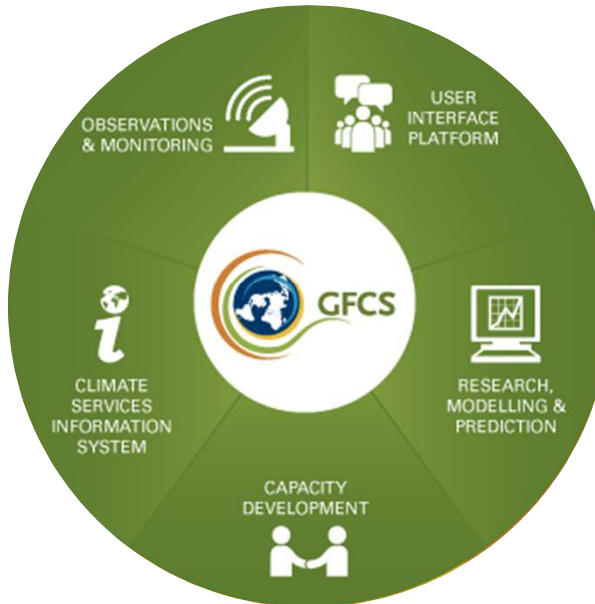 OBSERVATIONS
& MONITORING
USER
INTERFACE
PLATFORM
GFCS
CLIMATE
SERVICES
INFORMATION
SYSTEM
RESEARCH,
MODELLING &
PREDICTION
CAPACITY
DEVELOPMENT